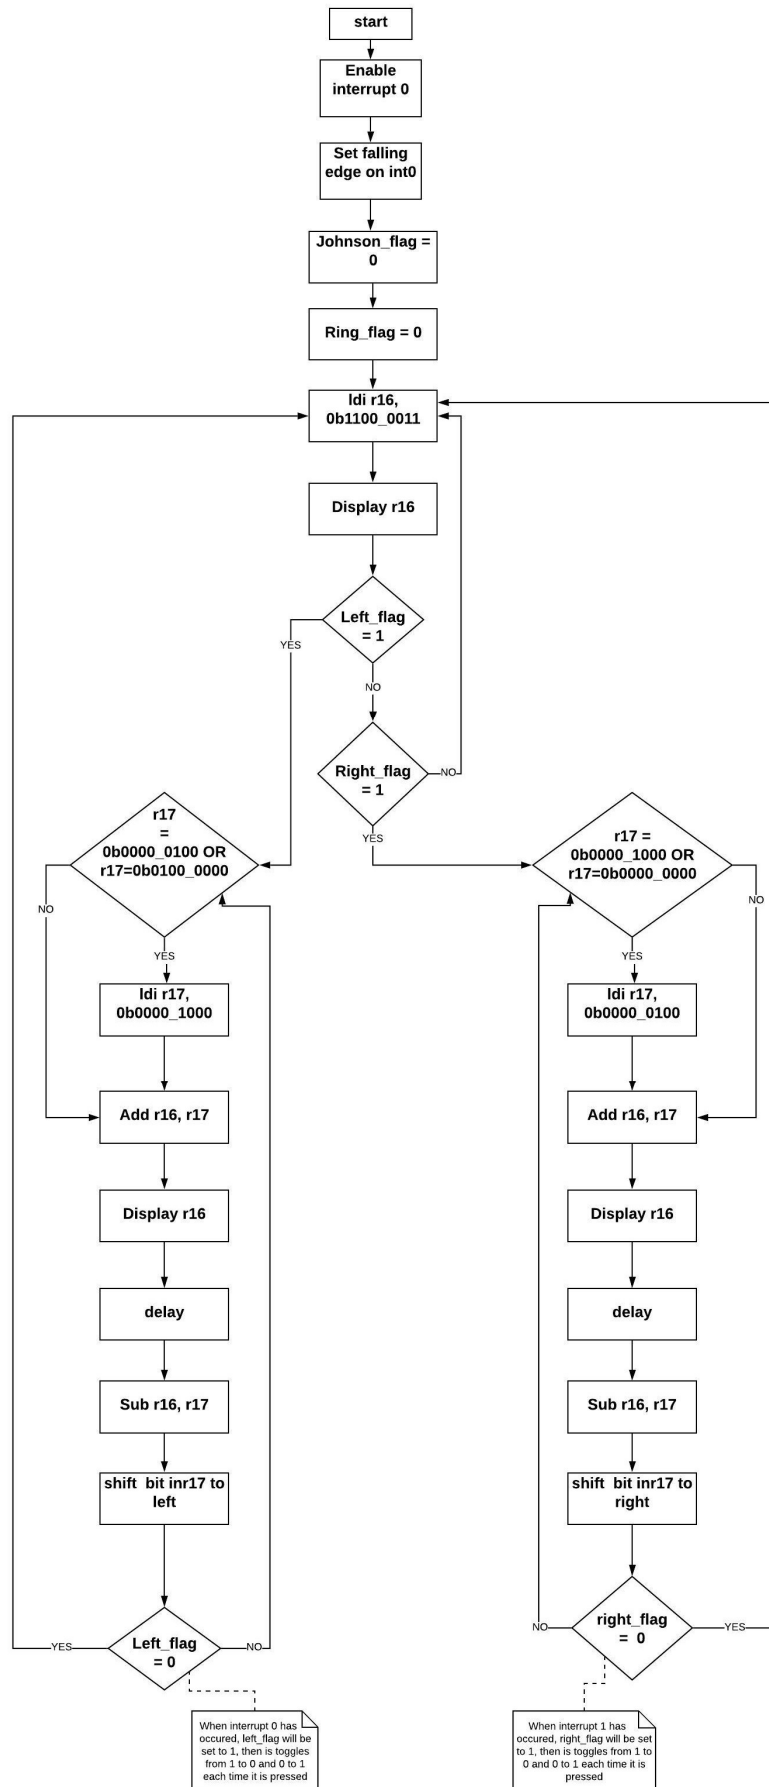 start
Enable
interrupt 0
Set falling
edge on int0
Johnson_flag =
0
Ring_flag = 0
ldi r16,
0b1100_0011
Display r16
Left_flag
= 1
YES
NO
Right_flag
= 1
NO
YES
r17
=
0b0000_0100 OR
r17=0b0100_0000
NO
YES
ldi r17,
0b0000_1000
Add r16, r17
Display r16
delay
Sub r16, r17
shift bit inr17 to
left
Left_flag
= 0
YES
NO
When interrupt 0 has
occured, left_flag will be
set to 1, then is toggles
from 1 to 0 and 0 to 1
each time it is pressed
r17 =
0b0000_1000 OR
r17=0b0000_0000
NO
YES
ldi r17,
0b0000_0100
Add r16, r17
Display r16
delay
Sub r16, r17
shift bit inr17 to
right
right_flag
= 0
NO
YES
When interrupt 1 has
occured, right_flag will be set
to 1, then is toggles from 1 to
0 and 0 to 1 each time it is
pressed